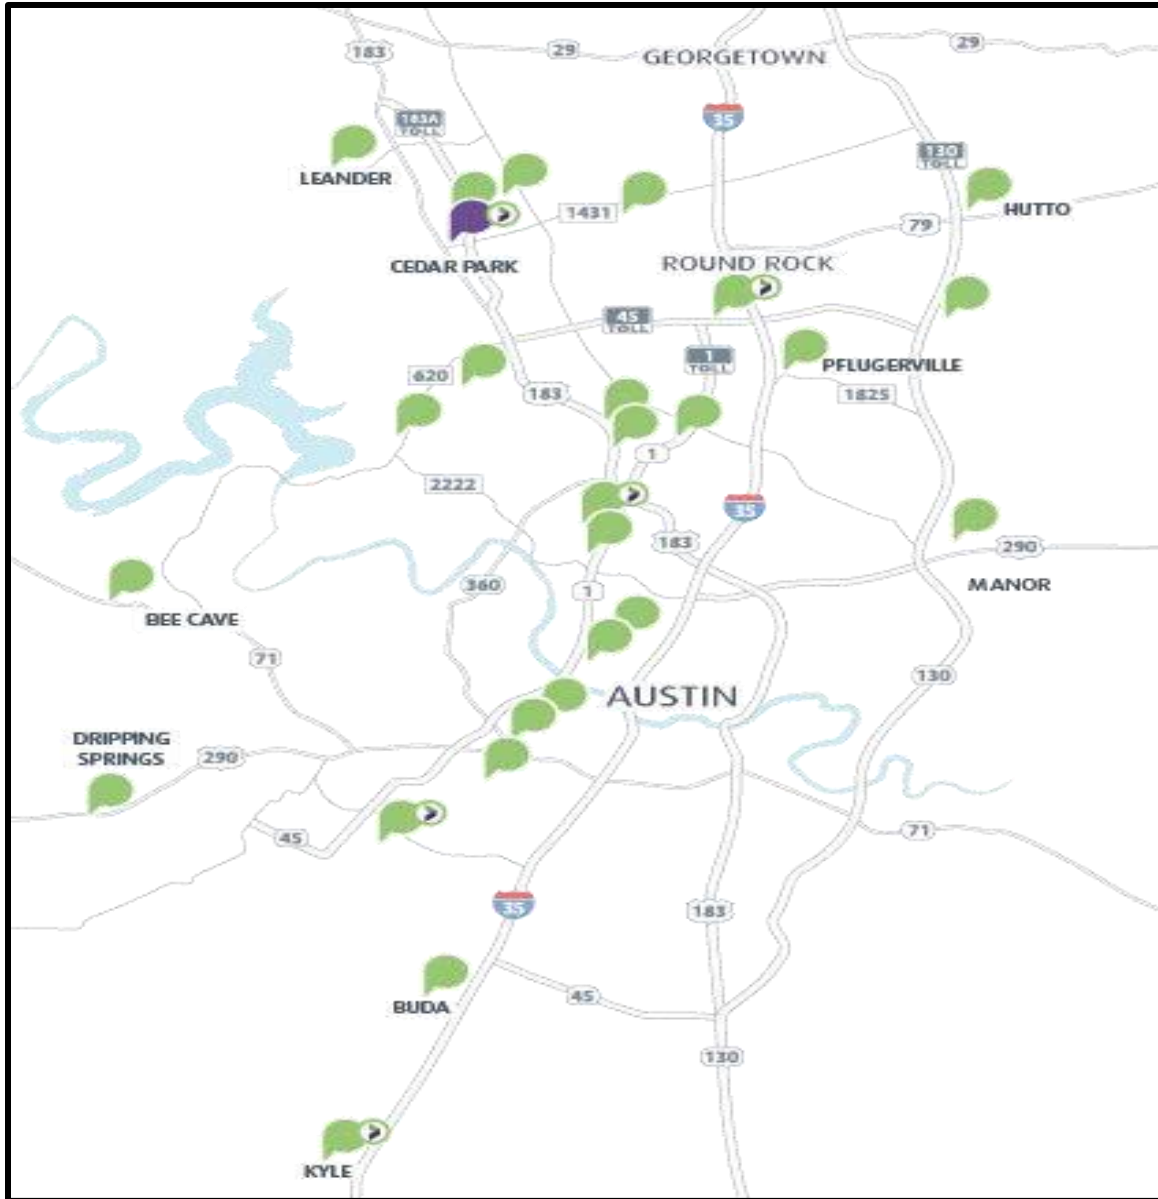 183
29
GEORGETOWN
29
183A
TOLL
35
130
TOLL
LEANDER
1431
HUTTO
79
CEDAR PARK
ROUND ROCK
45
TOLL
1
TOLL
PFLUGERVILLE
620
183
1825
1
2222
35
183
290
360
1
MANOR
BEE CAVE
71
130
AUSTIN
DRIPPING
SPRINGS
290
45
71
35
183
45
BUDA
130
KYLE